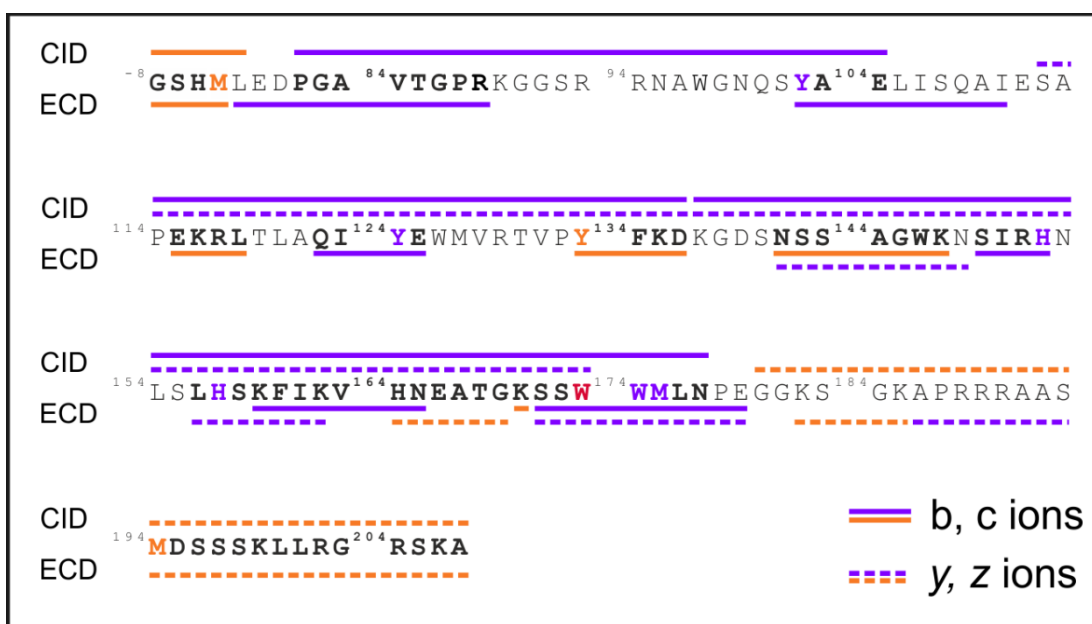 CID
-8GSHMLEDPGA 84VTGPRKGGSR 94RNAWGNQSYA104ELISQAIESA
ECD
CID
114PEKRLTLAQI124YEWMVRTVPY134FKDKGDSNSS144AGWKNSIRHN
ECD
CID
154LSLHSKFIKV164HNEATGKSSW174WMLNPEGGKS184GKAPRRRAAS
ECD
CID
194MDSSSKLLRG204RSKA
ECD
b, c ions
y, z ions